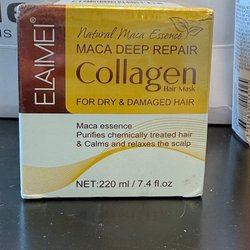 ELAIMEI
Natural Maca Essence
MACA DEEP REPAIR
Collagen
Hair Mask
FOR DRY & DAMAGED HAIR
Maca essence
Purifies chemically treated hair
& Calms and relaxes the scalp
NET:220 ml / 7.4 fl.oz